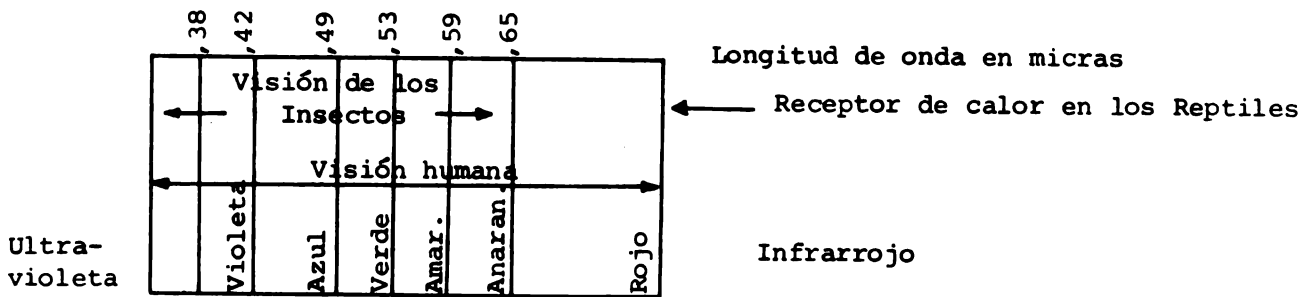 ,38 ,42 ,49 ,53 ,59 ,65
Longitud de onda en micras
Visión de los
Insectos
Receptor de calor en los Reptiles
Visión humana
Ultra-
violeta
Violeta
Azul
Verde
Amar.
Anaran.
Rojo
Infrarrojo